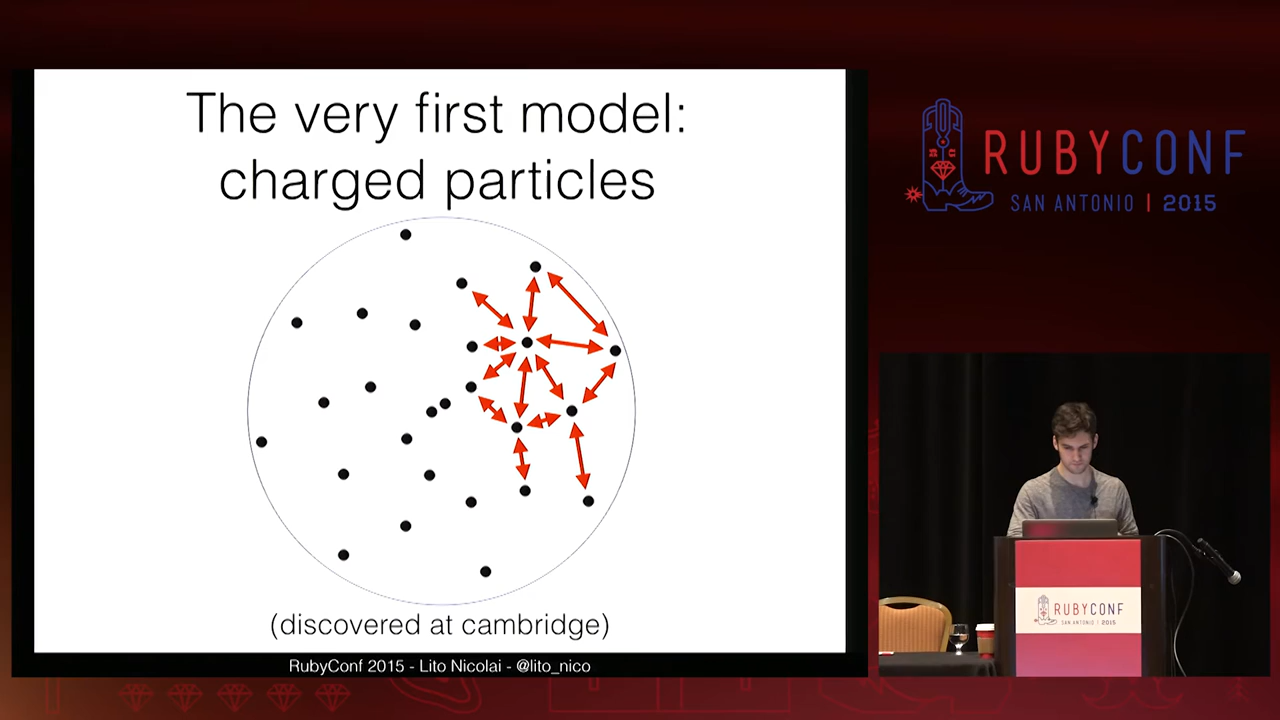 The very first model:
charged particles
(discovered at cambridge)
RubyConf 2015 - Lito Nicolai - @lito_nico
RUBYCONF
SAN ANTONIO | 2015
RUBYCONF
SAN ANTONIO | 2015